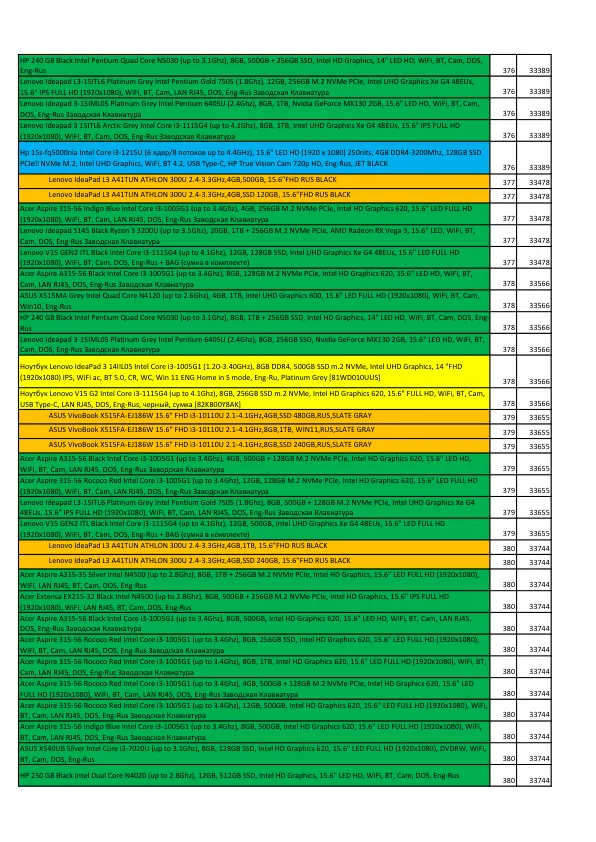 HP 240 G8 Black Intel Pentium Quad Core N5030 (up to 3.1Ghz), 8GB, 500GB + 256GB SSD, Intel HD Graphics, 14" LED HD, WiFi, BT, Cam, DOS,
Eng-Rus 376 33389
Lenovo Ideapad L3-15ITL6 Platinum Grey Intel Pentium Gold 7505 (1.8Ghz), 12GB, 256GB M.2 NVMe PCIe, Intel UHD Graphics Xe G4 48EUs,
15.6" IPS FULL HD (1920x1080), WiFi, BT, Cam, LAN RJ45, DOS, Eng-Rus Заводская Клавиатура 376 33389
Lenovo Ideapad 3-15IML05 Platinum Grey Intel Pentium 6405U (2.4Ghz), 8GB, 1TB, Nvidia GeForce MX130 2GB, 15.6" LED HD, WiFi, BT, Cam,
DOS, Eng-Rus Заводская Клавиатура 376 33389
Lenovo Ideapad 3 15ITL6 Arctic Grey Intel Core i3-1115G4 (up to 4.1Ghz), 8GB, 1TB, Intel UHD Graphics Xe G4 48EUs, 15.6" IPS FULL HD
(1920x1080), WiFi, BT, Cam, DOS, Eng-Rus Заводская Клавиатура 376 33389
Hp 15s-fq5000nia Intel Core i3-1215U (6 ядер/8 потоков up to 4.4GHz), 15.6" LED HD (1920 x 1080) 250nits, 4GB DDR4-3200Mhz, 128GB SSD
NVMe M.2, Intel UHD Graphics, WiFi, BT 4.2, USB Type-C, HP True Vision Cam 720p HD, Eng-Rus, JET BLACK 376 33389
Lenovo IdeaPad L3 A41TUN ATHLON 300U 2.4-3.3GHz,4GB,500GB, 15.6"FHD RUS BLACK 377 33478
Lenovo IdeaPad L3 A41TUN ATHLON 300U 2.4-3.3GHz,4GB,SSD 120GB, 15.6"FHD RUS BLACK 377 33478
Acer Aspire 315-56 Indigo Blue Intel Core i3-1005G1 (up to 3.4Ghz), 4GB, 256GB M.2 NVMe PCIe, Intel HD Graphics 620, 15.6" LED FULL HD
(1920x1080), WiFi, BT, Cam, LAN RJ45, DOS, Eng-Rus Заводская Клавиатура 377 33478
Lenovo Ideapad S145 Black Ryzen 3 3200U (up to 3.5Ghz), 20GB, 1TB + 256GB M.2 NVMe PCIe, AMD Radeon RX Vega 3, 15.6" LED, WiFi, BT,
Cam, DOS, Eng-Rus Заводская Клавиатура 377 33478
Lenovo V15 GEN2 ITL Black Intel Core i3-1115G4 (up to 4.1Ghz), 12GB, 128GB SSD, Intel UHD Graphics Xe G4 48EUs, 15.6" LED FULL HD
(1920x1080), WiFi, BT, Cam, DOS, Eng-Rus + BAG (сумка в комплекте) 377 33478
Acer Aspire A315-56 Black Intel Core i3-1005G1 (up to 3.4Ghz), 8GB, 128GB M.2 NVMe PCIe, Intel HD Graphics 620, 15.6" LED FULL HD
(1920x1080), WiFi, BT, Cam, LAN RJ45, DOS, Eng-Rus Заводская Клавиатура 378 33566
ASUS X515MA Grey Intel Quad Core N4120 (up to 2.6Ghz), 4GB, 1TB, Intel UHD Graphics 600, 15.6" LED FULL HD (1920x1080), WiFi, BT, Cam,
Win10, Eng-Rus 378 33566
HP 240 G8 Black Intel Pentium Quad Core N5030 (up to 3.1Ghz), 8GB, 1TB + 256GB SSD, Intel HD Graphics, 14" LED HD, WiFi, BT, Cam, DOS, Eng-
Rus 378 33566
Lenovo Ideapad 3-15IML05 Platinum Grey Intel Pentium 6405U (2.4Ghz), 8GB, 256GB SSD, Nvidia GeForce MX130 2GB, 15.6" LED HD, WiFi, BT,
Cam, DOS, Eng-Rus Заводская Клавиатура 378 33566
Ноутбук Lenovo IdeaPad 3 14IIL05 Intel Core i3-1005G1 (1.20-3.40GHz), 8GB DDR4, 500GB SSD m.2 NVMe, Intel UHD Graphics, 14 "FHD
(1920x1080) IPS, WiFi ac, BT 5.0, CR, WC, Win 11 ENG Home in S mode, Eng-Ru, Platinum Grey [81WD010UUS] 378 33566
Ноутбук Lenovo V15 G2 Intel Core i3-1115G4 (up to 4.1Ghz), 8GB, 256GB SSD m.2 NVMe, Intel HD Graphics 620, 15.6" FULL HD, WiFi, BT, Cam,
USB Type-C, LAN RJ45, DOS, Eng-Rus, черный, сумка [82KB00Y8AK] 378 33566
ASUS VivoBook X515FA-EJ186W 15.6" FHD i3-10110U 2.1-4.1GHz,4GB,SSD 480GB,RUS,SLATE GRAY 379 33655
ASUS VivoBook X515FA-EJ186W 15.6" FHD i3-10110U 2.1-4.1GHz,8GB,1TB, WIN11,RUS,SLATE GRAY 379 33655
ASUS VivoBook X515FA-EJ186W 15.6" FHD i3-10110U 2.1-4.1GHz,8GB,SSD 240GB,RUS,SLATE GRAY 379 33655
Acer Aspire A315-56 Black Intel Core i3-1005G1 (up to 3.4Ghz), 4GB, 500GB + 128GB M.2 NVMe PCIe, Intel HD Graphics 620, 15.6" LED HD,
WiFi, BT, Cam, LAN RJ45, DOS, Eng-Rus Заводская Клавиатура 379 33655
Acer Aspire 315-56 Rococo Red Intel Core i3-1005G1 (up to 3.4Ghz), 12GB, 128GB M.2 NVMe PCIe, Intel HD Graphics 620, 15.6" LED FULL HD
(1920x1080), WiFi, BT, Cam, LAN RJ45, DOS, Eng-Rus Заводская Клавиатура 379 33655
Lenovo Ideapad L3-15ITL6 Platinum Grey Intel Pentium Gold 7505 (1.8Ghz), 8GB, 500GB + 128GB M.2 NVMe PCIe, Intel UHD Graphics Xe G4
48EUs, 15.6" IPS FULL HD (1920x1080), WiFi, BT, Cam, LAN RJ45, DOS, Eng-Rus Заводская Клавиатура 379 33655
Lenovo V15 GEN2 ITL Black Intel Core i3-1115G4 (up to 4.1Ghz), 12GB, 500GB, Intel UHD Graphics Xe G4 48EUs, 15.6" LED FULL HD
(1920x1080), WiFi, BT, Cam, DOS, Eng-Rus + BAG (сумка в комплекте) 379 33655
Lenovo IdeaPad L3 A41TUN ATHLON 300U 2.4-3.3GHz,4GB,1TB, 15.6"FHD RUS BLACK 380 33744
Lenovo IdeaPad L3 A41TUN ATHLON 300U 2.4-3.3GHz,4GB,SSD 240GB, 15.6"FHD RUS BLACK 380 33744
Acer Aspire A315-35 Silver Intel N4500 (up to 2.8Ghz), 8GB, 1TB + 256GB M.2 NVMe PCIe, Intel HD Graphics, 15.6" LED FULL HD (1920x1080),
WiFi, LAN RJ45, BT, Cam, DOS, Eng-Rus 380 33744
Acer Extensa EX215-32 Black Intel N4500 (up to 2.8Ghz), 8GB, 500GB + 256GB M.2 NVMe PCIe, Intel HD Graphics, 15.6" IPS FULL HD
(1920x1080), WiFi, LAN RJ45, BT, Cam, DOS, Eng-Rus 380 33744
Acer Aspire A315-56 Black Intel Core i3-1005G1 (up to 3.4Ghz), 8GB, 500GB, Intel HD Graphics 620, 15.6" LED HD, WiFi, BT, Cam, LAN RJ45,
DOS, Eng-Rus Заводская Клавиатура 380 33744
Acer Aspire 315-56 Rococo Red Intel Core i3-1005G1 (up to 3.4Ghz), 8GB, 256GB SSD, Intel HD Graphics 620, 15.6" LED FULL HD (1920x1080),
WiFi, BT, Cam, LAN RJ45, DOS, Eng-Rus Заводская Клавиатура 380 33744
Acer Aspire 315-56 Rococo Red Intel Core i3-1005G1 (up to 3.4Ghz), 8GB, 1TB, Intel HD Graphics 620, 15.6" LED FULL HD (1920x1080), WiFi, BT,
Cam, LAN RJ45, DOS, Eng-Rus Заводская Клавиатура 380 33744
Acer Aspire 315-56 Rococo Red Intel Core i3-1005G1 (up to 3.4Ghz), 4GB, 500GB + 128GB M.2 NVMe PCIe, Intel HD Graphics 620, 15.6" LED
FULL HD (1920x1080), WiFi, BT, Cam, LAN RJ45, DOS, Eng-Rus Заводская Клавиатура 380 33744
Acer Aspire 315-56 Rococo Red Intel Core i3-1005G1 (up to 3.4Ghz), 12GB, 500GB, Intel HD Graphics 620, 15.6" LED FULL HD (1920x1080), WiFi,
BT, Cam, LAN RJ45, DOS, Eng-Rus Заводская Клавиатура 380 33744
Acer Aspire 315-56 Indigo Blue Intel Core i3-1005G1 (up to 3.4Ghz), 8GB, 500GB, Intel HD Graphics 620, 15.6" LED FULL HD (1920x1080), WiFi,
BT, Cam, LAN RJ45, DOS, Eng-Rus Заводская Клавиатура 380 33744
ASUS X540UB Silver Intel Core i3-7020U (up to 3.1Ghz), 8GB, 128GB SSD, Intel HD Graphics 620, 15.6" LED FULL HD (1920x1080), DVDRW, WiFi,
BT, Cam, DOS, Eng-Rus 380 33744
HP 250 G8 Black Intel Dual Core N4020 (up to 2.8Ghz), 12GB, 512GB SSD, Intel HD Graphics, 15.6" LED HD, WiFi, BT, Cam, DOS, Eng-Rus 380 33744